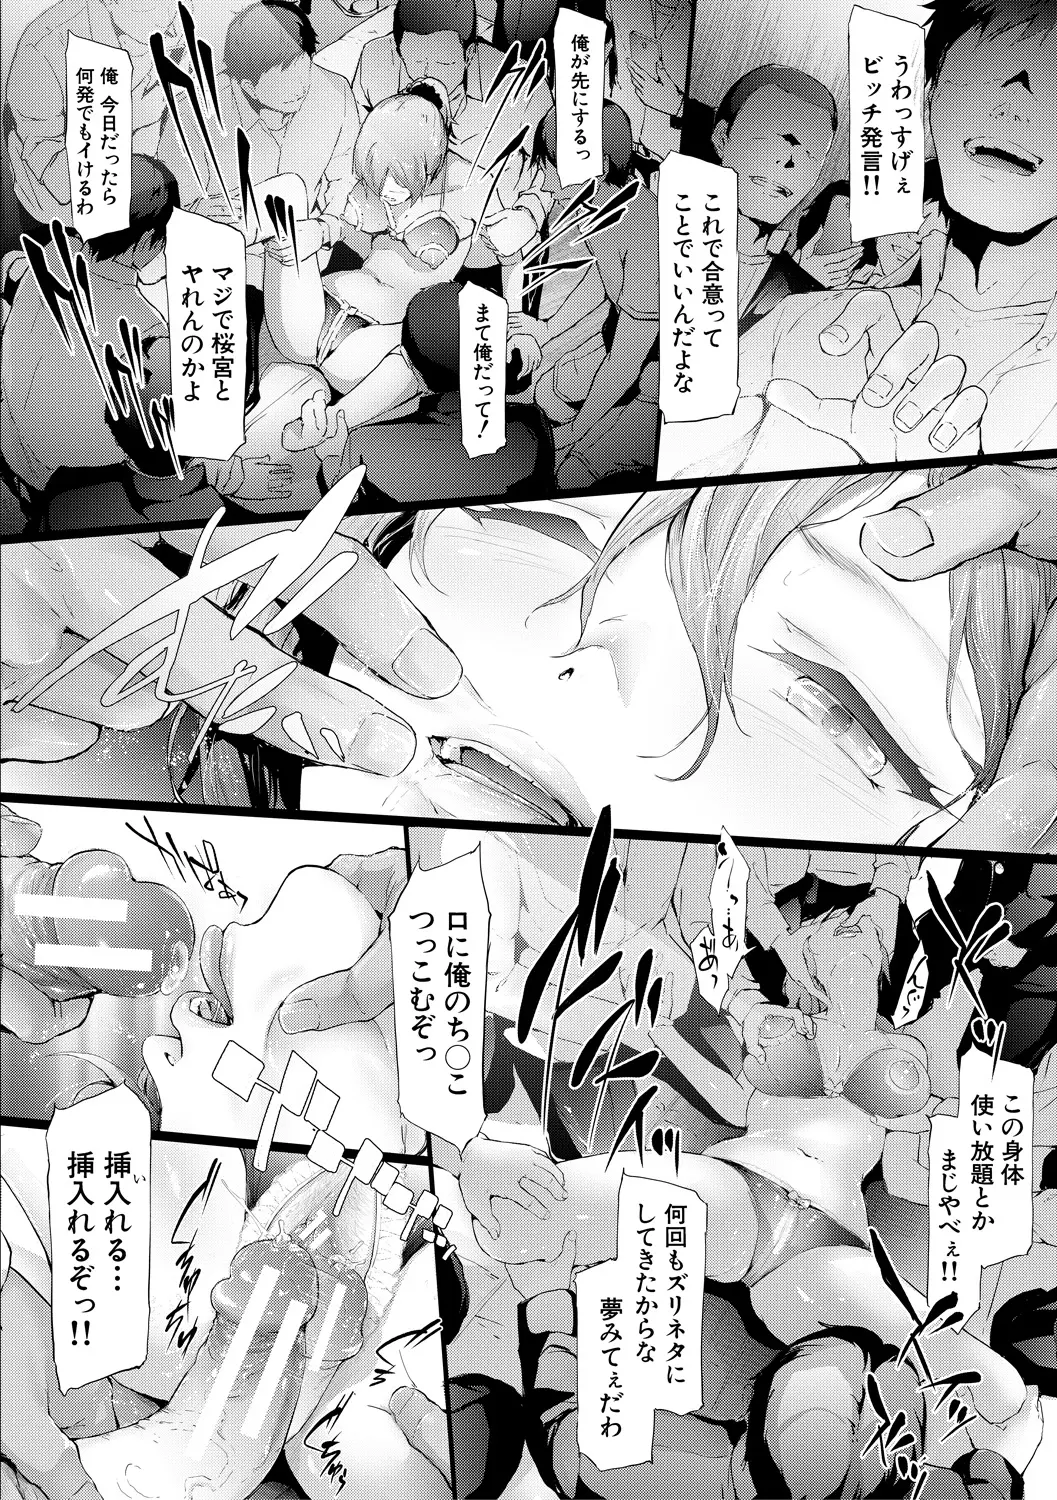 うわっすげぇ
ビッチ発言!!
これで合意って
ことでいいんだよな
俺が先にするっ
まて俺だって!
マジで桜宮と
ヤれんのかよ
俺 今日だったら
何発でもイけるわ
この身体
使い放題とか
まじやべぇ!!
何回もズリネタに
してきたからな
夢みてぇだわ
口に俺のち○こ
つっこむぞっ
挿入れる…
い
挿入れるぞっ!!